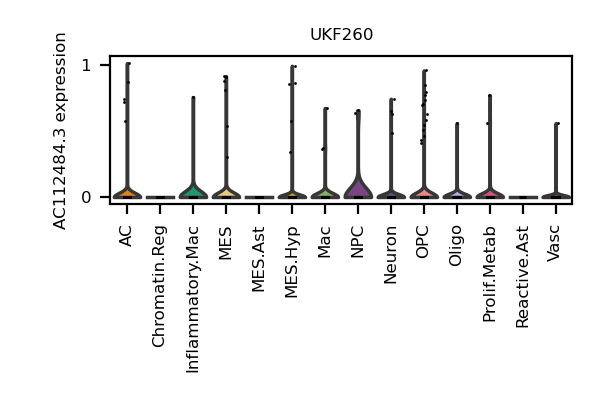 UKF260
AC112484.3 expression
1
0
AC
Chromatin.Reg
Inflammatory.Mac
MES
MES.Ast
MES.Hyp
Mac
NPC
Neuron
OPC
Oligo
Prolif.Metab
Reactive.Ast
Vasc